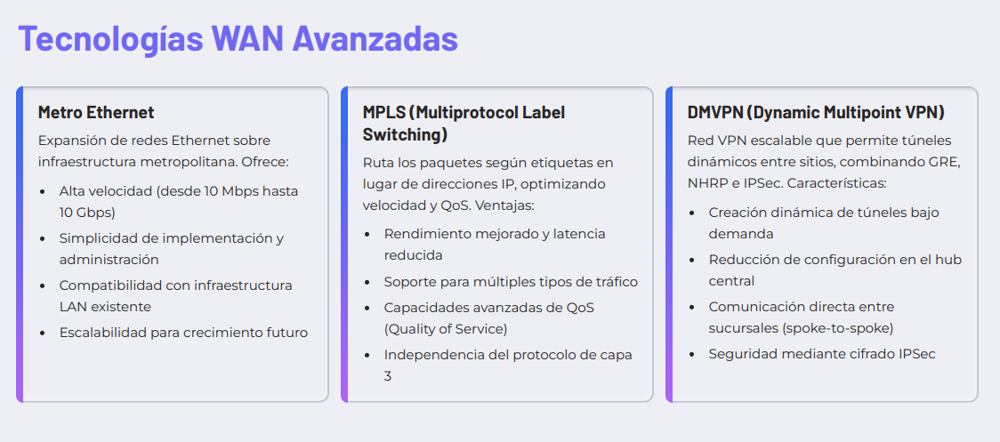 Tecnologías WAN Avanzadas
Metro Ethernet
Expansión de redes Ethernet sobre
infraestructura metropolitana. Ofrece:
• Alta velocidad (desde 10 Mbps hasta
10 Gbps)
• Simplicidad de implementación y
administración
• Compatibilidad con infraestructura
LAN existente
• Escalabilidad para crecimiento futuro
MPLS (Multiprotocol Label
Switching)
Ruta los paquetes según etiquetas en
lugar de direcciones IP, optimizando
velocidad y QoS. Ventajas:
• Rendimiento mejorado y latencia
reducida
• Soporte para múltiples tipos de tráfico
• Capacidades avanzadas de QoS
(Quality of Service)
• Independencia del protocolo de capa
3
DMVPN (Dynamic Multipoint VPN)
Red VPN escalable que permite túneles
dinámicos entre sitios, combinando GRE,
NHRP e IPSec. Características:
• Creación dinámica de túneles bajo
demanda
• Reducción de configuración en el hub
central
• Comunicación directa entre
sucursales (spoke-to-spoke)
• Seguridad mediante cifrado IPSec